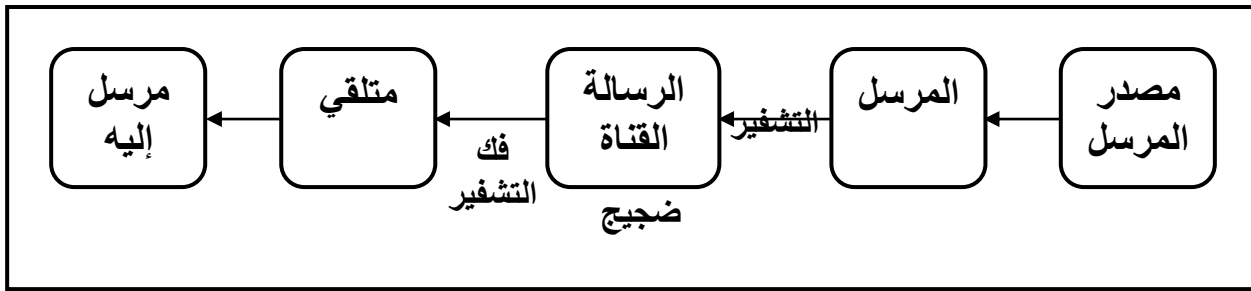 مصدر
المرسل
المرسل
التشفير
الرسالة
القناة
ضجيج
فك
التشفير
متلقي
مرسل
إليه